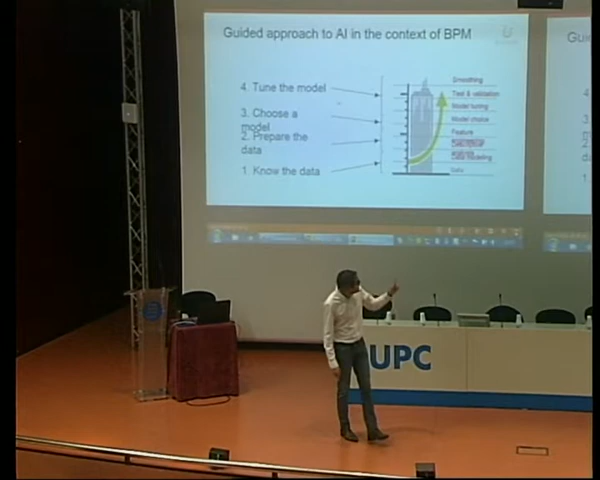 Guided approach to AI in the context of BPM
4. Tune the model
3. Choose a
model
2. Prepare the
data
1. Know the data
Smoothing
Test & validation
Model tuning
Model choice
Feature
Data modeling
Data
Gui
UPC